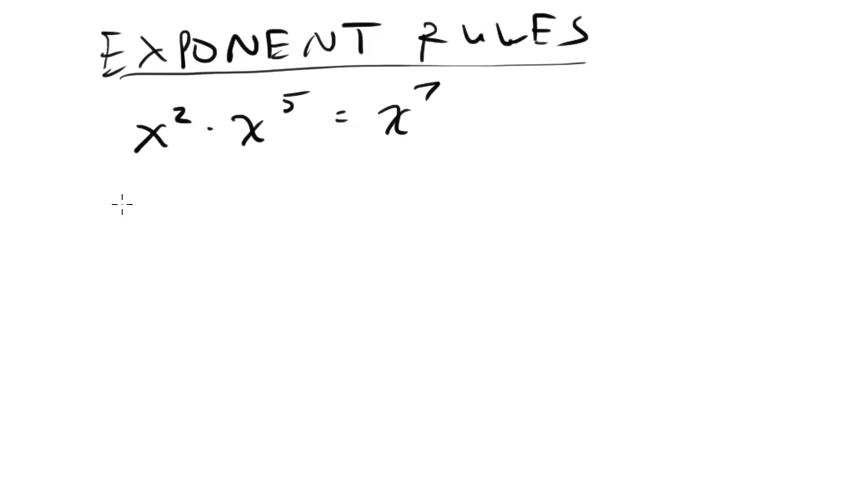 EXPONENT RULES
x² · x⁵ = x⁷